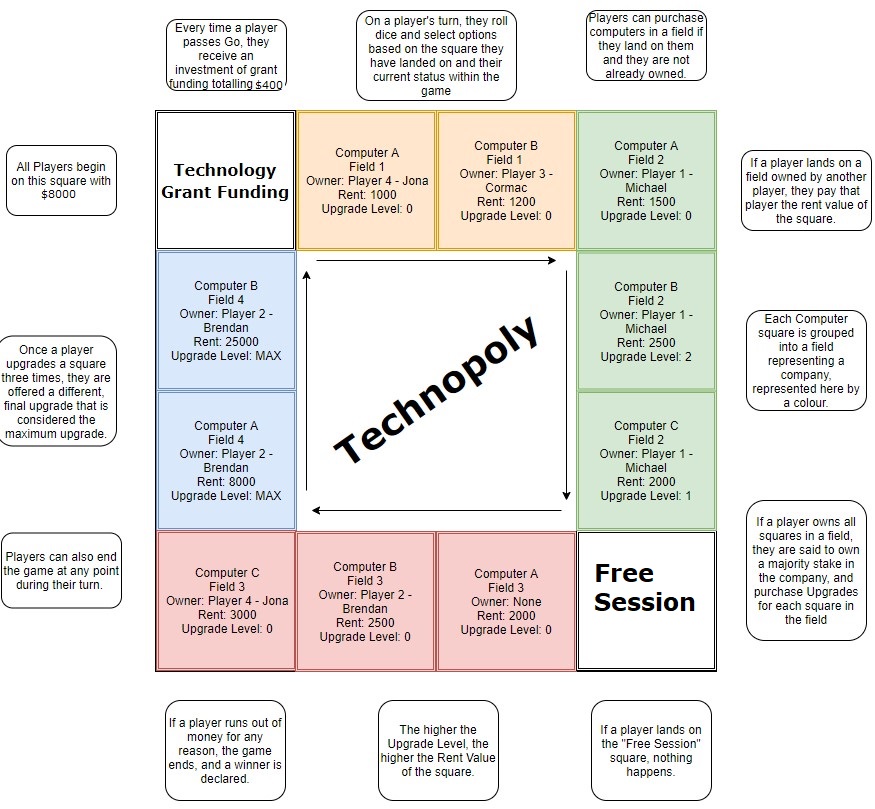 Every time a player
passes Go, they
receive an
investment of grant
funding totalling $400
On a player's turn, they roll
dice and select options
based on the square they
have landed on and their
current status within the
game
Players can purchase
computers in a field if
they land on them
and they are not
already owned.
All Players begin
on this square with
$8000
Technology
Grant Funding
Computer A
Field 1
Owner: Player 4 - Jona
Rent: 1000
Upgrade Level: 0
Computer B
Field 1
Owner: Player 3 -
Cormac
Rent: 1200
Upgrade Level: 0
Computer A
Field 2
Owner: Player 1 -
Michael
Rent: 1500
Upgrade Level: 0
If a player lands on a
field owned by another
player, they pay that
player the rent value of
the square.
Computer B
Field 4
Owner: Player 2 -
Brendan
Rent: 25000
Upgrade Level: MAX
Technopoly
Computer B
Field 2
Owner: Player 1 -
Michael
Rent: 2500
Upgrade Level: 2
Each Computer
square is grouped
into a field
representing a
company,
represented here by
a colour.
Once a player
upgrades a square
three times, they are
offered a different,
final upgrade that is
considered the
maximum upgrade.
Computer A
Field 4
Owner: Player 2 -
Brendan
Rent: 8000
Upgrade Level: MAX
Computer C
Field 2
Owner: Player 1 -
Michael
Rent: 2000
Upgrade Level: 1
Players can also end
the game at any point
during their turn.
Computer C
Field 3
Owner: Player 4 - Jona
Rent: 3000
Upgrade Level: 0
Computer B
Field 3
Owner: Player 2 -
Brendan
Rent: 2500
Upgrade Level: 0
Computer A
Field 3
Owner: None
Rent: 2000
Upgrade Level: 0
Free
Session
If a player owns all
squares in a field,
they are said to own
a majority stake in
the company, and
purchase Upgrades
for each square in
the field
If a player runs out of
money for any
reason, the game
ends, and a winner is
declared.
The higher the
Upgrade Level, the
higher the Rent Value
of the square.
If a player lands on
the "Free Session"
square, nothing
happens.